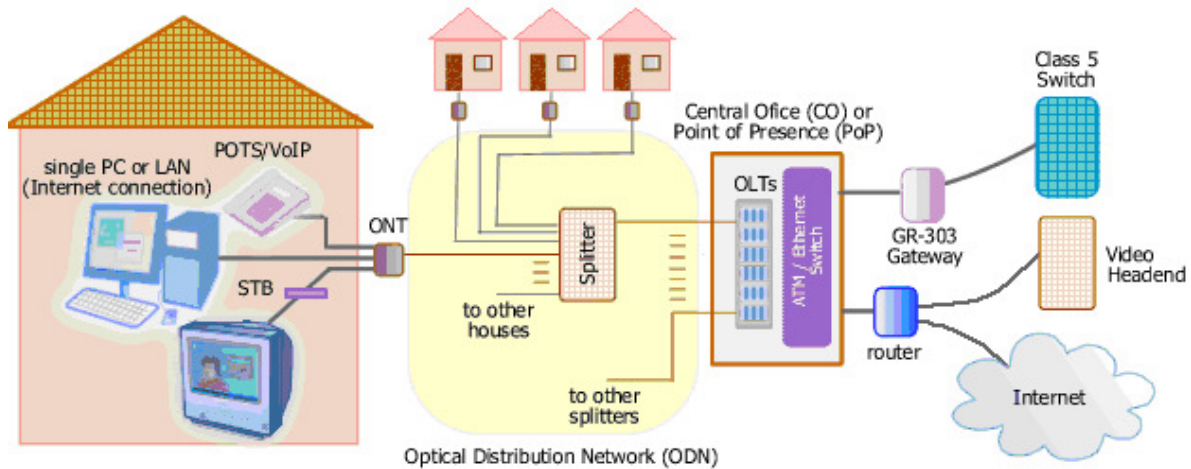 POTS/VoIP
single PC or LAN
(Internet connection)
ONT
STB
Splitter
to other
houses
to other
splitters
Optical Distribution Network (ODN)
Central Ofice (CO) or
Point of Presence (PoP)
OLTs
ATM / Ethernet
Switch
Class 5
Switch
GR-303
Gateway
Video
Headend
router
Internet